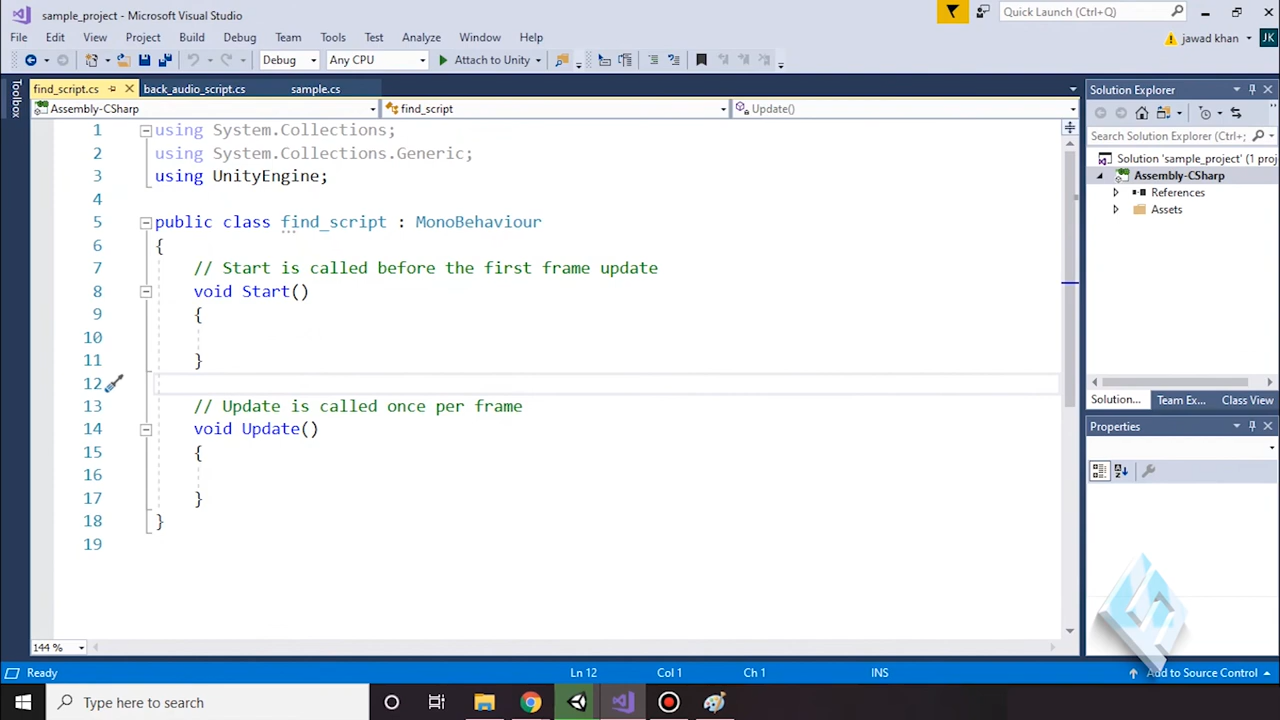 sample_project - Microsoft Visual Studio
Quick Launch (Ctrl+Q)
File Edit View Project Build Debug Team Tools Test Analyze Window Help
jawad khan JK
Debug Any CPU Attach to Unity
Toolbox
find_script.cs back_audio_script.cs sample.cs
Assembly-CSharp find_script Update()
1 using System.Collections;
2 using System.Collections.Generic;
3 using UnityEngine;
4
5 public class find_script : MonoBehaviour
6 {
7 // Start is called before the first frame update
8 void Start()
9 {
10
11 }
12
13 // Update is called once per frame
14 void Update()
15 {
16
17 }
18 }
19
144 %
Solution Explorer
Search Solution Explorer (Ctrl+;
Solution 'sample_project' (1 proj
Assembly-CSharp
References
Assets
Solution... Team Ex... Class View
Properties
Ready Ln 12 Col 1 Ch 1 INS Add to Source Control
Type here to search